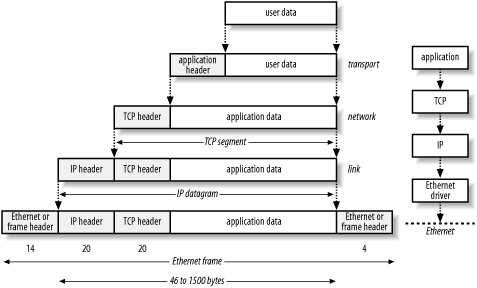 user data
application header
user data
transport
application
TCP header
application data
network
TCP
TCP segment
IP header
TCP header
application data
link
IP
IP datagram
Ethernet driver
Ethernet or frame header
IP header
TCP header
application data
Ethernet or frame header
Ethernet
14
20
20
4
Ethernet frame
46 to 1500 bytes